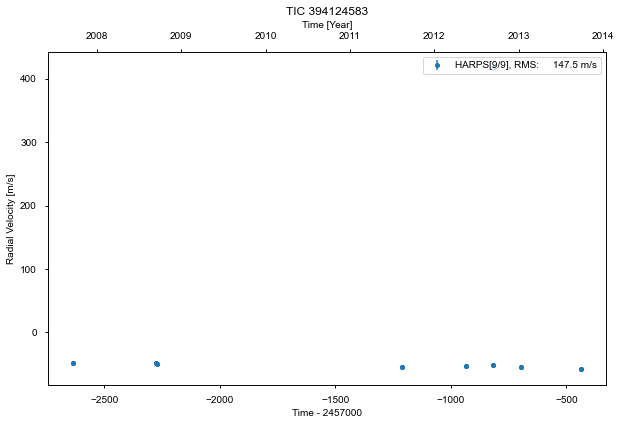 TIC 394124583
Time [Year]
2008 2009 2010 2011 2012 2013 2014
HARPS[9/9], RMS: 147.5 m/s
400
300
200
100
0
Radial Velocity [m/s]
−2500 −2000 −1500 −1000 −500
Time - 2457000